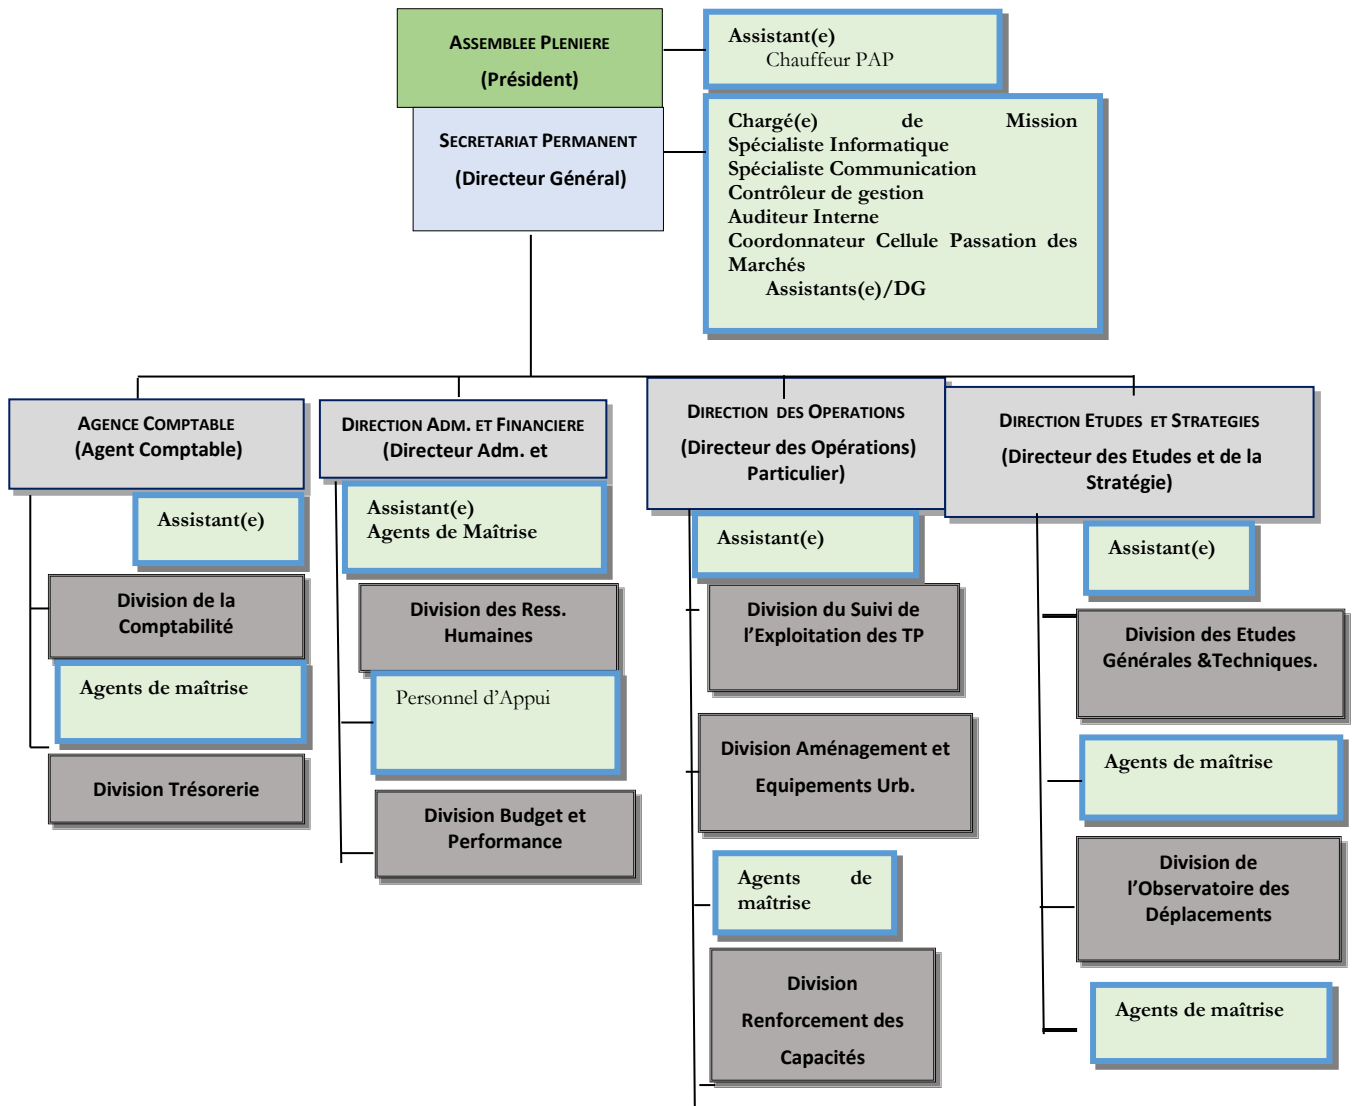 ASSEMBLEE PLENIERE
(Président)
Assistant(e)
Chauffeur PAP
SECRETARIAT PERMANENT
(Directeur Général)
Chargé(e) de Mission
Spécialiste Informatique
Spécialiste Communication
Contrôleur de gestion
Auditeur Interne
Coordonnateur Cellule Passation des
Marchés
Assistants(e)/DG
AGENCE COMPTABLE
(Agent Comptable)
Assistant(e)
Division de la
Comptabilité
Agents de maîtrise
Division Trésorerie
DIRECTION ADM. ET FINANCIERE
(Directeur Adm. et
Assistant(e)
Agents de Maîtrise
Division des Ress.
Humaines
Personnel d’Appui
Division Budget et
Performance
DIRECTION DES OPERATIONS
(Directeur des Opérations)
Particulier)
Assistant(e)
Division du Suivi de
l’Exploitation des TP
Division Aménagement et
Equipements Urb.
Agents de
maîtrise
Division
Renforcement des
Capacités
DIRECTION ETUDES ET STRATEGIES
(Directeur des Etudes et de la
Stratégie)
Assistant(e)
Division des Etudes
Générales &Techniques.
Agents de maîtrise
Division de
l’Observatoire des
Déplacements
Agents de maîtrise